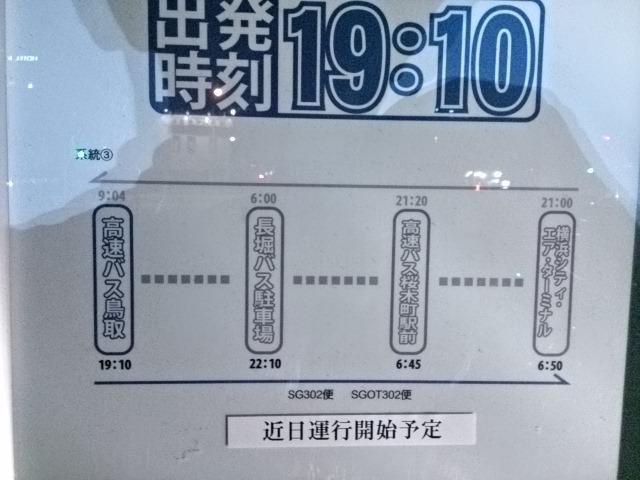 出発
時刻
19:10
系統③
9:04 6:00 21:20 21:00
高速バス鳥取
長堀バス駐車場
高速バス桜木町駅前
横浜シティ・
エア・ターミナル
19:10 22:10 6:45 6:50
SG302便 SGOT302便
近日運行開始予定